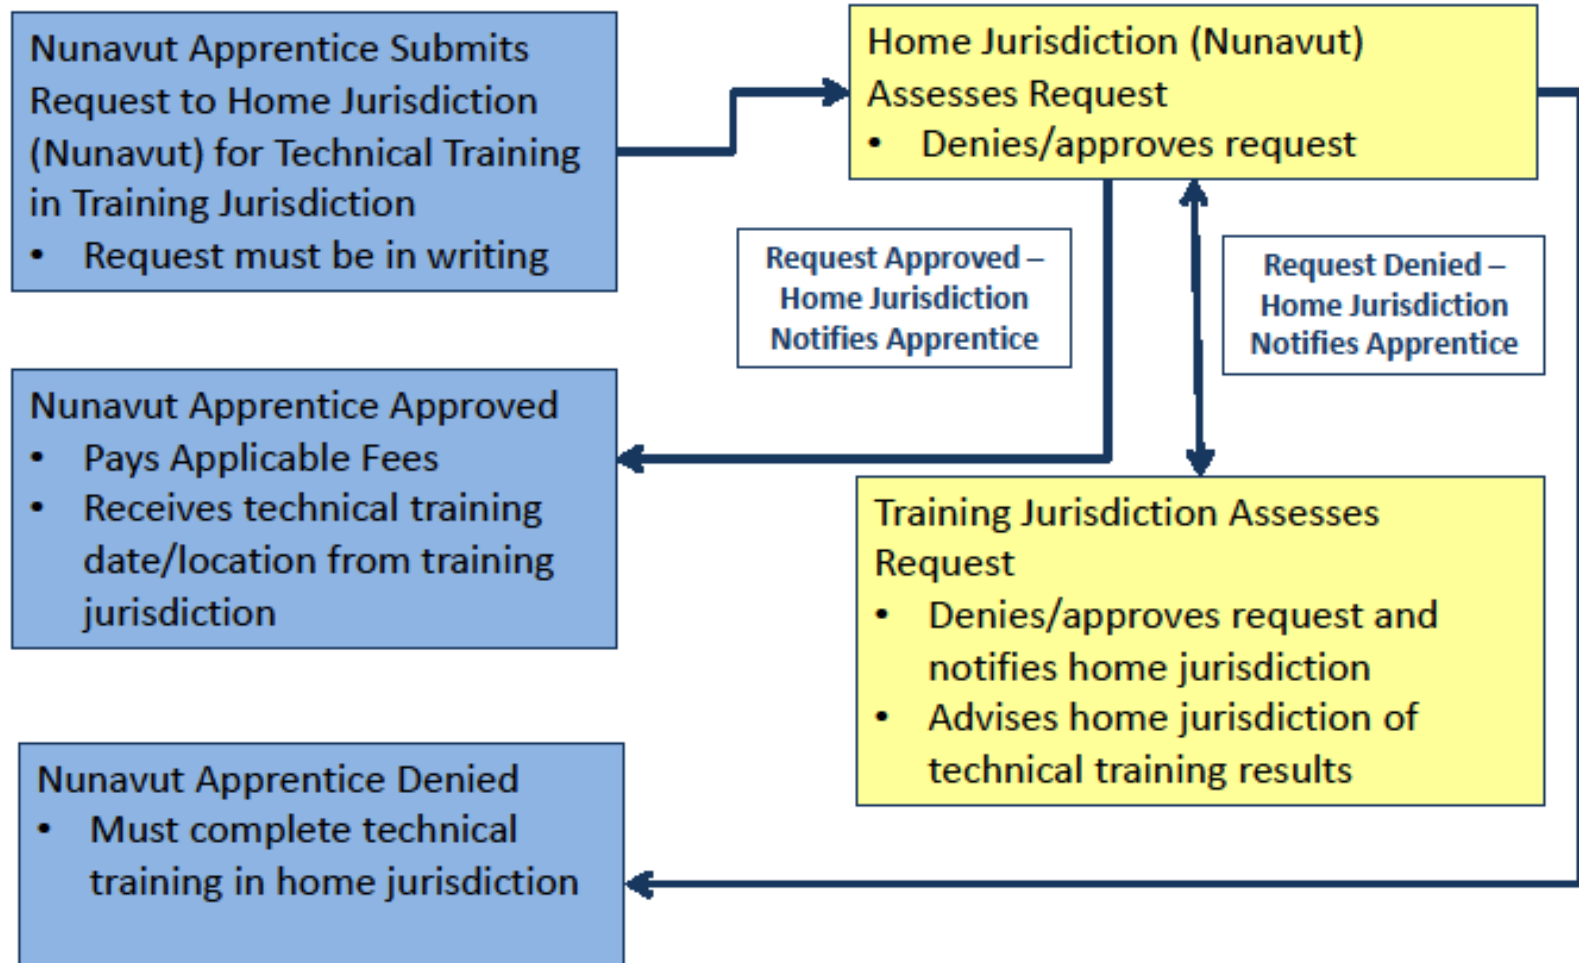 Nunavut Apprentice Submits
Request to Home Jurisdiction
(Nunavut) for Technical Training
in Training Jurisdiction
• Request must be in writing
Home Jurisdiction (Nunavut)
Assesses Request
• Denies/approves request
Request Approved –
Home Jurisdiction
Notifies Apprentice
Request Denied –
Home Jurisdiction
Notifies Apprentice
Nunavut Apprentice Approved
• Pays Applicable Fees
• Receives technical training
date/location from training
jurisdiction
Training Jurisdiction Assesses
Request
• Denies/approves request and
notifies home jurisdiction
• Advises home jurisdiction of
technical training results
Nunavut Apprentice Denied
• Must complete technical
training in home jurisdiction